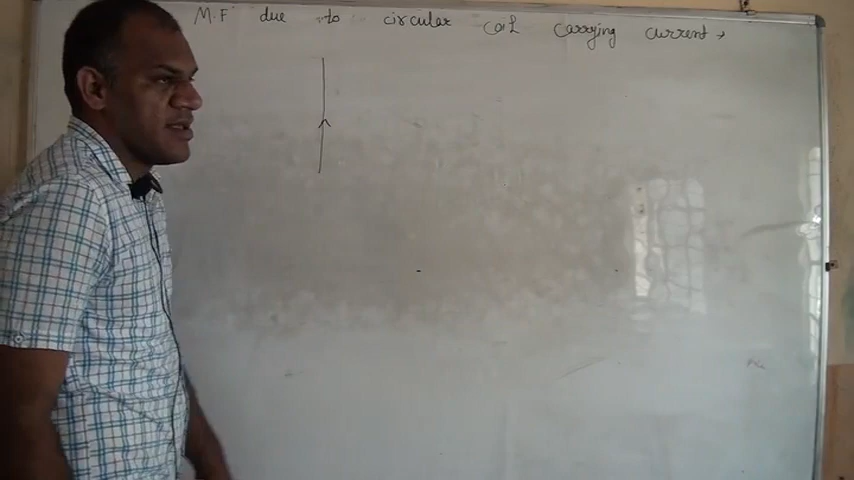 M.F due to circular coil carrying current →